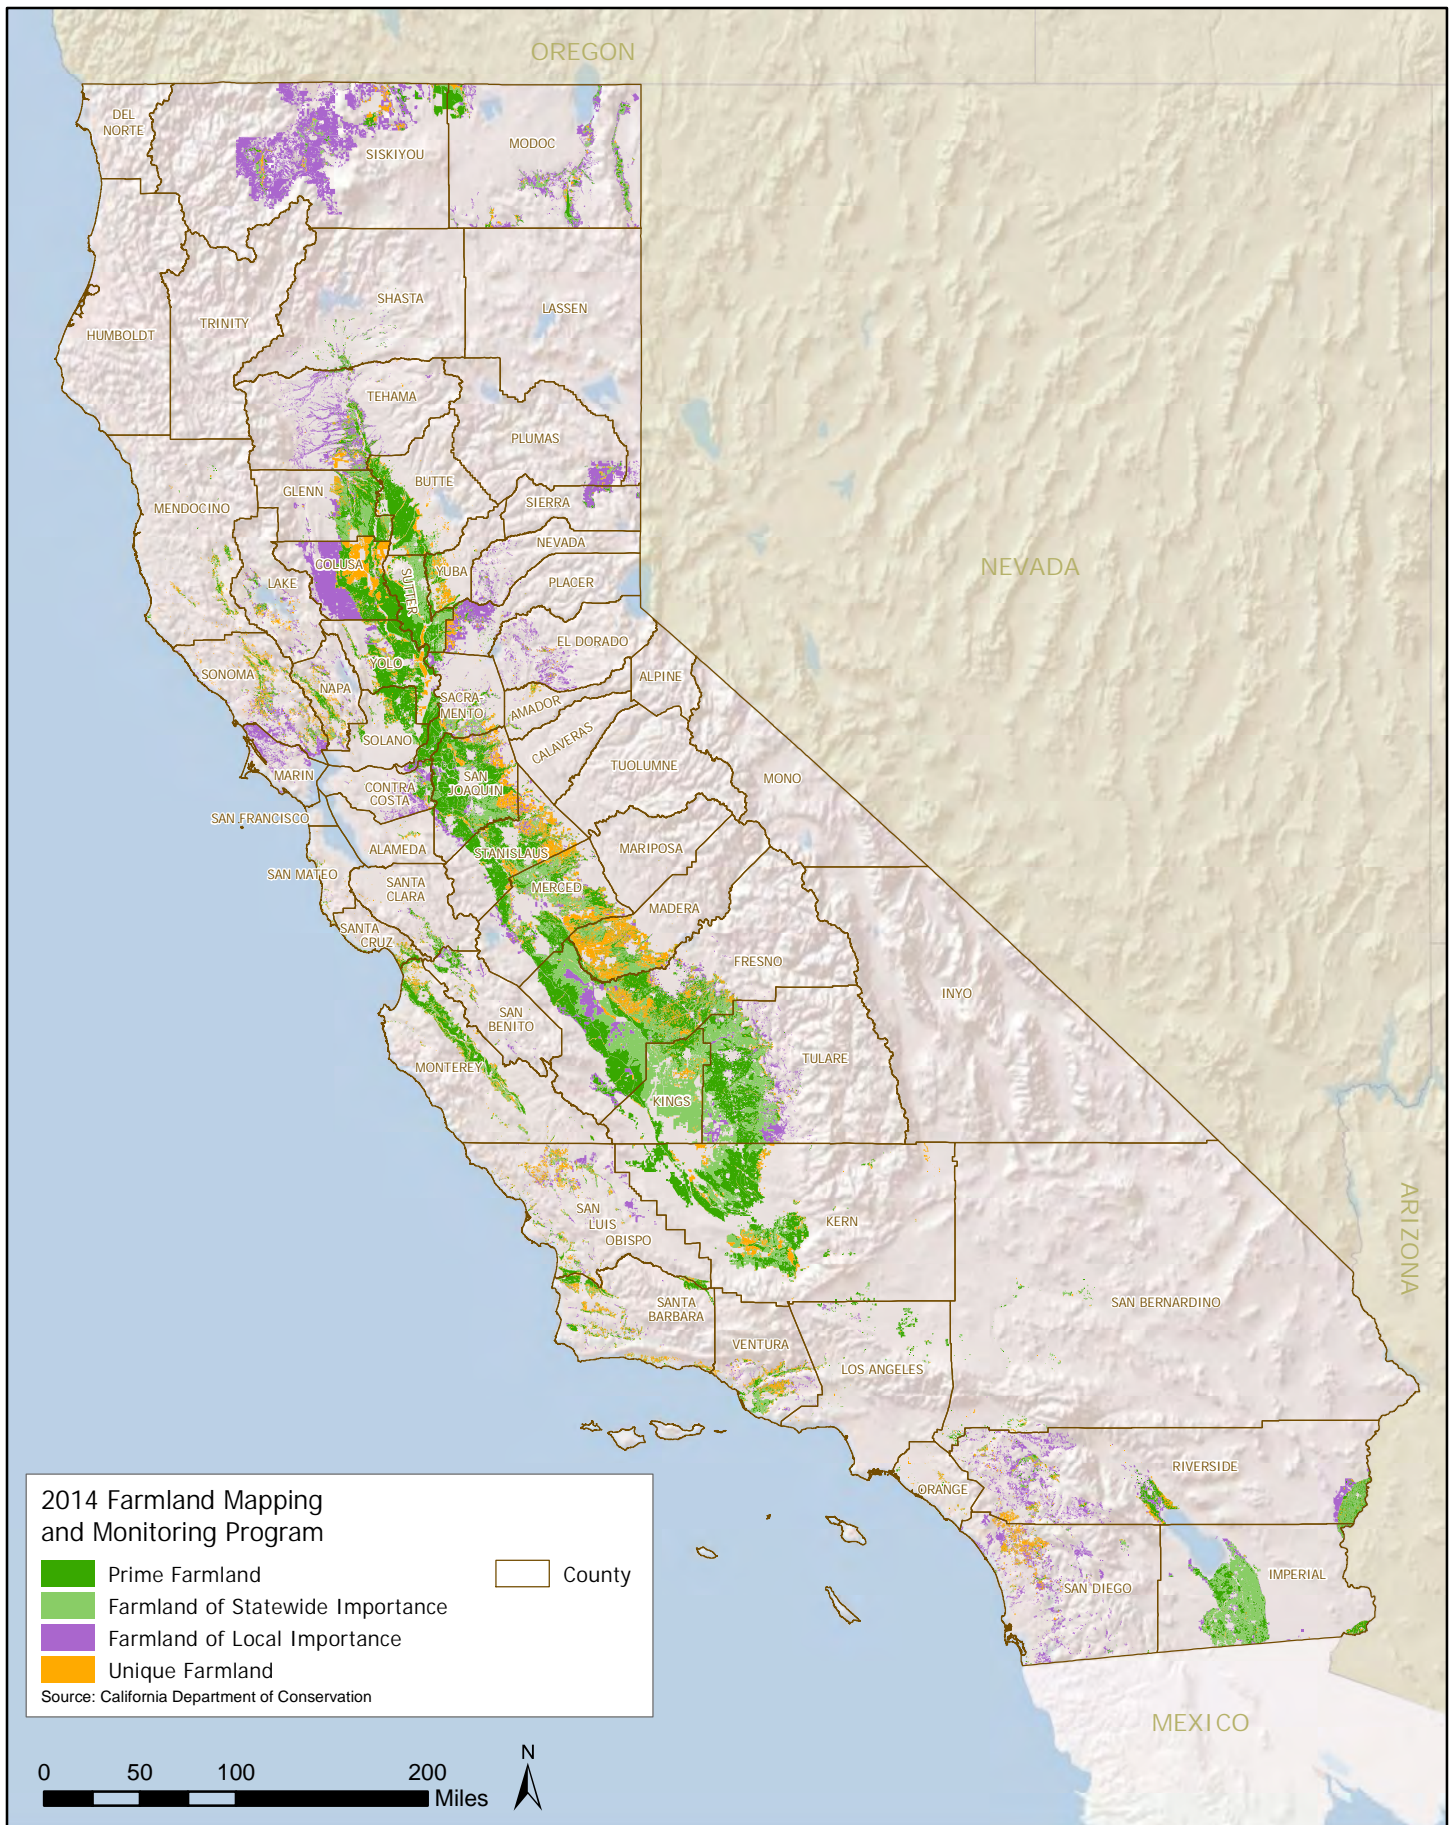 OREGON
DEL
NORTE
SISKIYOU
MODOC
SHASTA
LASSEN
TRINITY
HUMBOLDT
TEHAMA
PLUMAS
BUTTE
GLENN
SIERRA
MENDOCINO
NEVADA
COLUSA
YUBA
SUTTER
LAKE
PLACER
NEVADA
EL DORADO
YOLO
SONOMA
NAPA
ALPINE
SACRA-
MENTO
AMADOR
SOLANO
CALAVERAS
TUOLUMNE
MARIN
SAN
JOAQUIN
MONO
CONTRA
COSTA
SAN FRANCISCO
ALAMEDA
STANISLAUS
MARIPOSA
SAN MATEO
SANTA
CLARA
MERCED
MADERA
SANTA
CRUZ
FRESNO
INYO
SAN
BENITO
MONTEREY
TULARE
KINGS
SAN
LUIS
OBISPO
KERN
ARIZONA
SANTA
BARBARA
SAN BERNARDINO
VENTURA
LOS ANGELES
RIVERSIDE
ORANGE
SAN DIEGO
IMPERIAL
MEXICO
2014 Farmland Mapping
and Monitoring Program
Prime Farmland
County
Farmland of Statewide Importance
Farmland of Local Importance
Unique Farmland
Source: California Department of Conservation
0 50 100 200
Miles
N